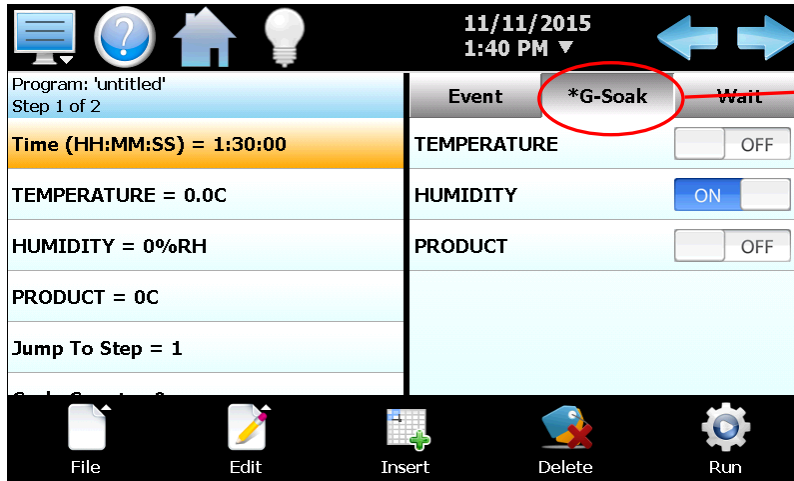 11/11/2015
1:40 PM ▼
Program: 'untitled'
Step 1 of 2
Time (HH:MM:SS) = 1:30:00
TEMPERATURE = 0.0C
HUMIDITY = 0%RH
PRODUCT = 0C
Jump To Step = 1
Event
*G-Soak
Wait
TEMPERATURE OFF
HUMIDITY ON
PRODUCT OFF
File
Edit
Insert
Delete
Run